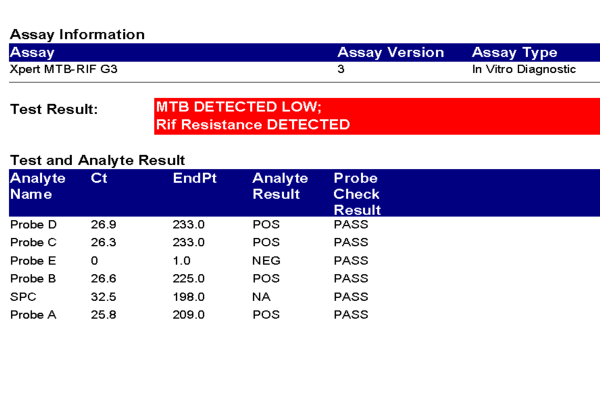 Assay Information
Assay Assay Version Assay Type
Xpert MTB-RIF G3 3 In Vitro Diagnostic
Test Result: MTB DETECTED LOW;
Rif Resistance DETECTED
Test and Analyte Result
Analyte Ct EndPt Analyte Probe
Name Result Check
Result
Probe D 26.9 233.0 POS PASS
Probe C 26.3 233.0 POS PASS
Probe E 0 1.0 NEG PASS
Probe B 26.6 225.0 POS PASS
SPC 32.5 198.0 NA PASS
Probe A 25.8 209.0 POS PASS